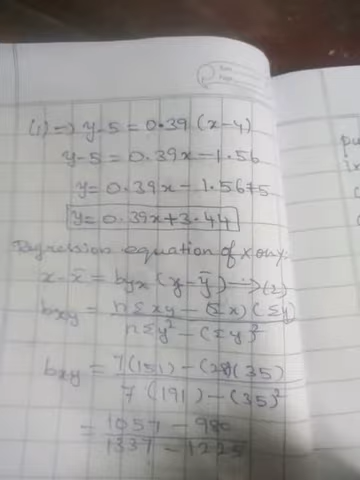 (1) => y-5 = 0.39 (x-4)
y-5 = 0.39x-1.56
y = 0.39x-1.56+5
y = 0.39x+3.44
Regression equation of x on y:
x-x̄ = bxy (y-ȳ) —>(2)
bxy = nΣxy - (Σx)(Σy) / nΣy² - (Σy)²
bxy = 7(151) - (28)(35) / 7(191) - (35)²
= 1057 - 980 / 1337 - 1225